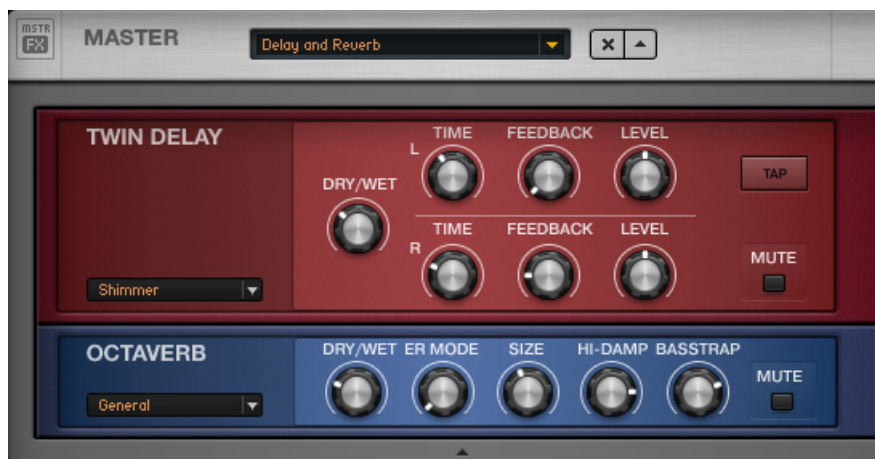 MSTR
FX
MASTER
Delay and Reverb
TWIN DELAY
TIME FEEDBACK LEVEL
L
TAP
DRY/WET
TIME FEEDBACK LEVEL
R
MUTE
Shimmer
OCTAVERB
DRY/WET ER MODE SIZE HI-DAMP BASSTRAP
MUTE
General